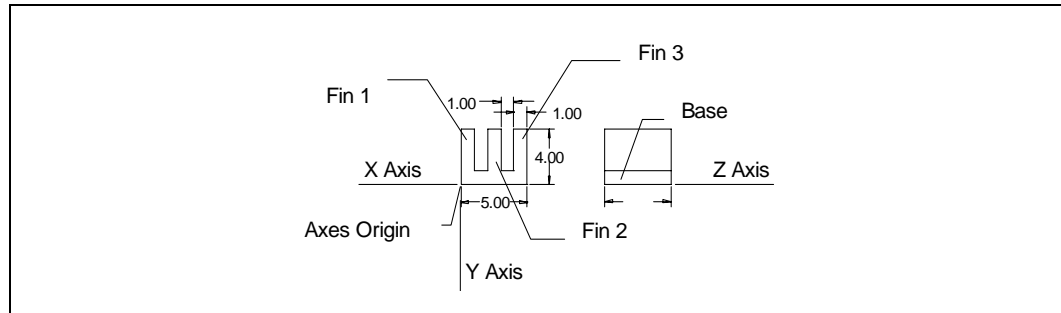 Fin 3
Fin 1
1.00
1.00
Base
4.00
X Axis
Z Axis
5.00
Axes Origin
Fin 2
Y Axis